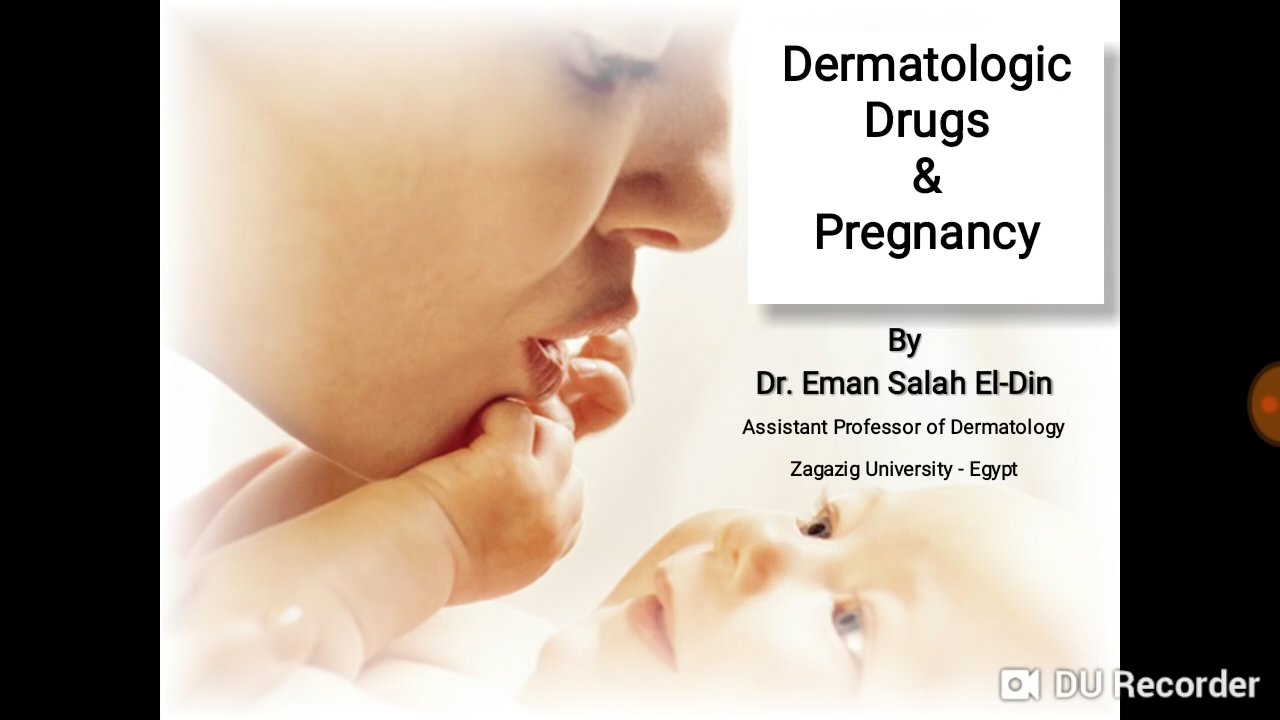 Dermatologic
Drugs
&
Pregnancy
By
Dr. Eman Salah El-Din
Assistant Professor of Dermatology
Zagazig University - Egypt
DU Recorder